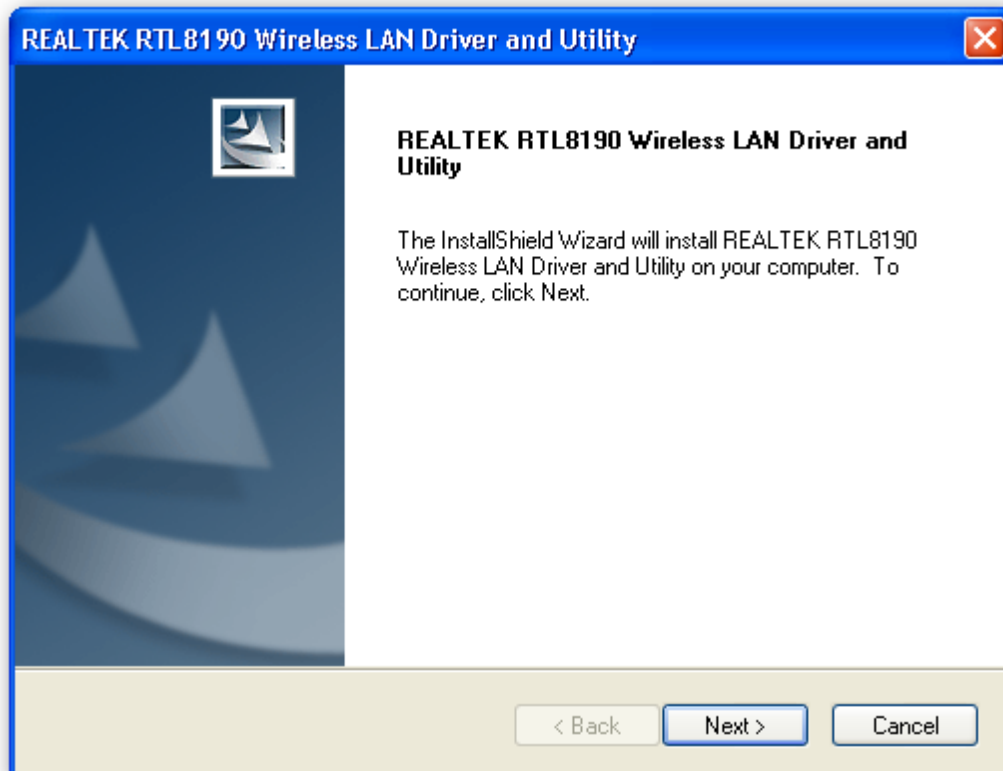 REALTEK RTL8190 Wireless LAN Driver and Utility
REALTEK RTL8190 Wireless LAN Driver and
Utility
The InstallShield Wizard will install REALTEK RTL8190
Wireless LAN Driver and Utility on your computer.  To
continue, click Next.
< Back
Next >
Cancel